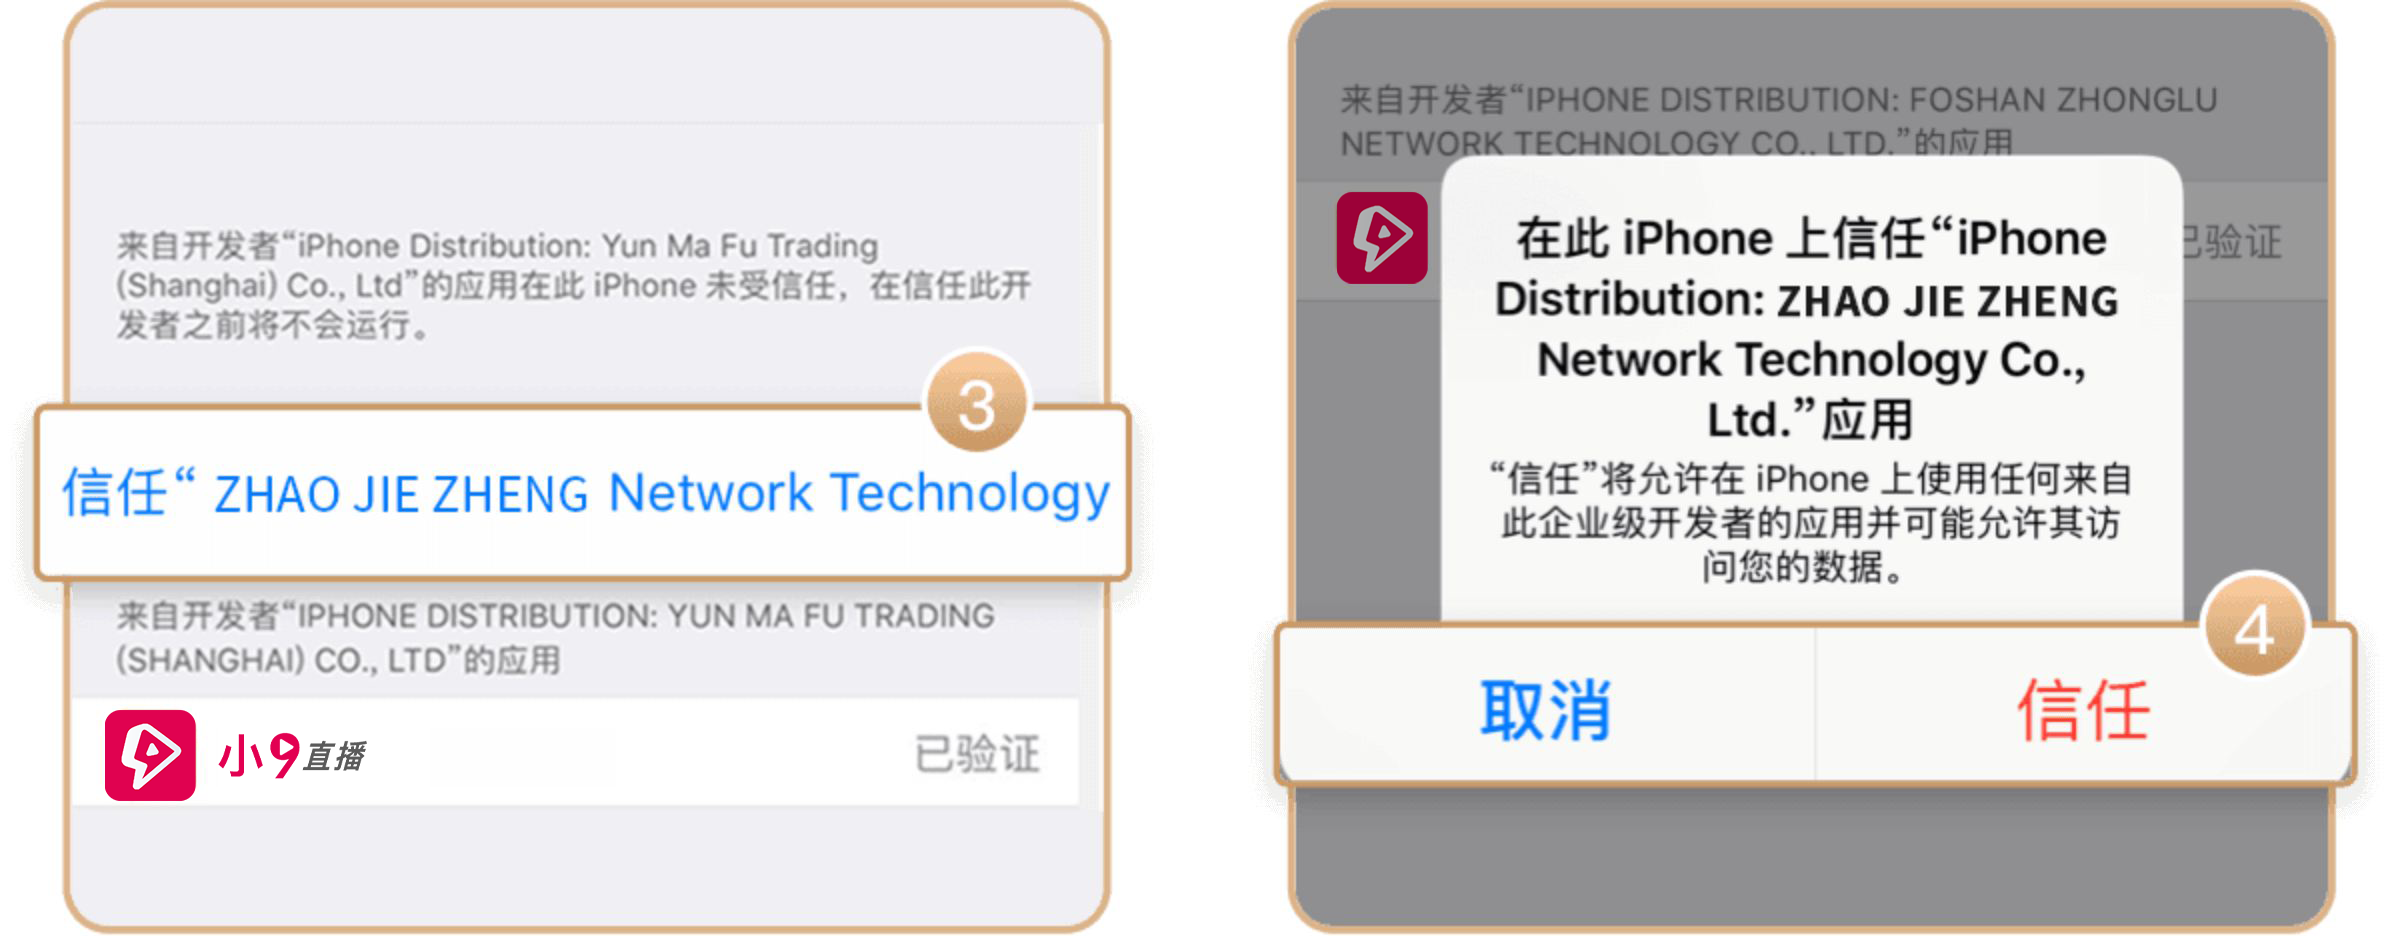 来自开发者“iPhone Distribution: Yun Ma Fu Trading
(Shanghai) Co., Ltd”的应用在此 iPhone 未受信任，在信任此开
发者之前将不会运行。
3
信任“ ZHAO JIE ZHENG Network Technology
来自开发者“IPHONE DISTRIBUTION: YUN MA FU TRADING
(SHANGHAI) CO., LTD”的应用
小9直播
已验证
来自开发者“IPHONE DISTRIBUTION: FOSHAN ZHONGLU
NETWORK TECHNOLOGY CO., LTD.”的应用
已验证
在此 iPhone 上信任“iPhone
Distribution: ZHAO JIE ZHENG
Network Technology Co.,
Ltd.”应用
“信任”将允许在 iPhone 上使用任何来自
此企业级开发者的应用并可能允许其访
问您的数据。
4
取消
信任